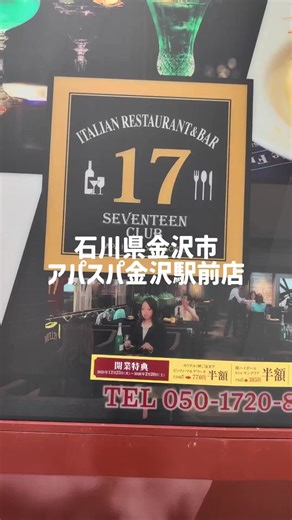 ITALIAN RESTAURANT&BAR
17
SEVENTEEN
CLUB
石川県金沢市
アパスパ金沢駅前店
開業特典
半額
半額
TEL 050-1720-8